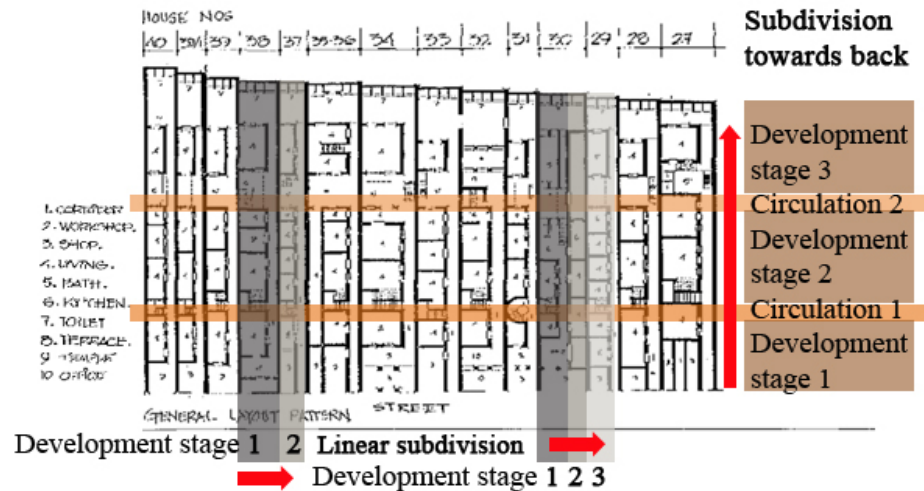 HOUSE NOS
40 39A 39 38 37 35-36 34 33 32 31 30 29 28 27
Subdivision
towards back
Development
stage 3
Circulation 2
Development
stage 2
Circulation 1
Development
stage 1
1. CORRIDOR
2. WORKSHOP.
3. SHOP.
4. LIVING.
5. BATH.
6. KITCHEN.
7. TOILET
8. TERRACE.
9 TEMPLE
10 OFFICE
GENERAL LAYOUT PATTERN STREET
Development stage 1 2 Linear subdivision
Development stage 1 2 3